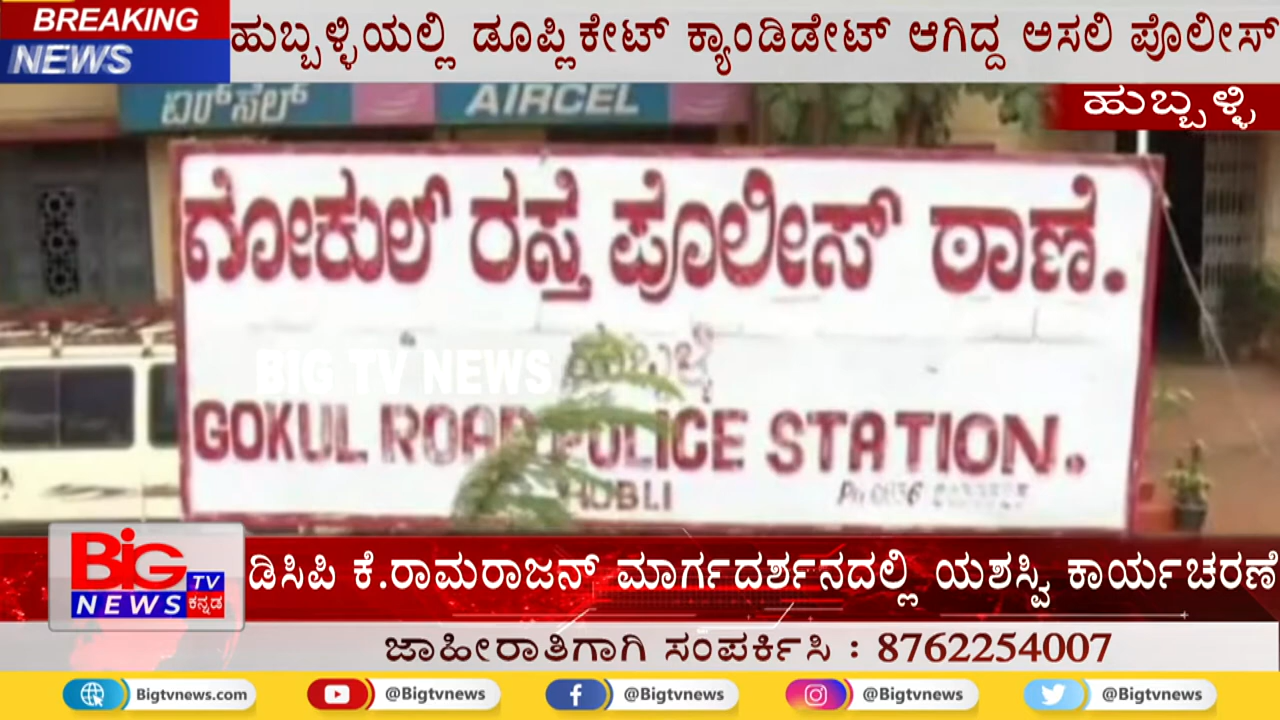 BREAKING
NEWS
ಹುಬ್ಬಳ್ಳಿಯಲ್ಲಿ ಡೂಪ್ಲಿಕೇಟ್ ಕ್ಯಾಂಡಿಡೇಟ್ ಆಗಿದ್ದ ಅಸಲಿ ಪೊಲೀಸ್
ಹುಬ್ಬಳ್ಳಿ
ಏರ್‌ಸೆಲ್ AIRCEL
ಗೋಕುಲ್ ರಸ್ತೆ ಪೊಲೀಸ್ ಠಾಣೆ.
BIG TV NEWS
GOKUL ROAD POLICE STATION.
HUBLI
BIG TV
NEWS ಕನ್ನಡ
ಡಿಸಿಪಿ ಕೆ.ರಾಮರಾಜನ್ ಮಾರ್ಗದರ್ಶನದಲ್ಲಿ ಯಶಸ್ವಿ ಕಾರ್ಯಚರಣೆ
ಜಾಹೀರಾತಿಗಾಗಿ ಸಂಪರ್ಕಿಸಿ : 8762254007
Bigtvnews.com @Bigtvnews @Bigtvnews @Bigtvnews @Bigtvnews